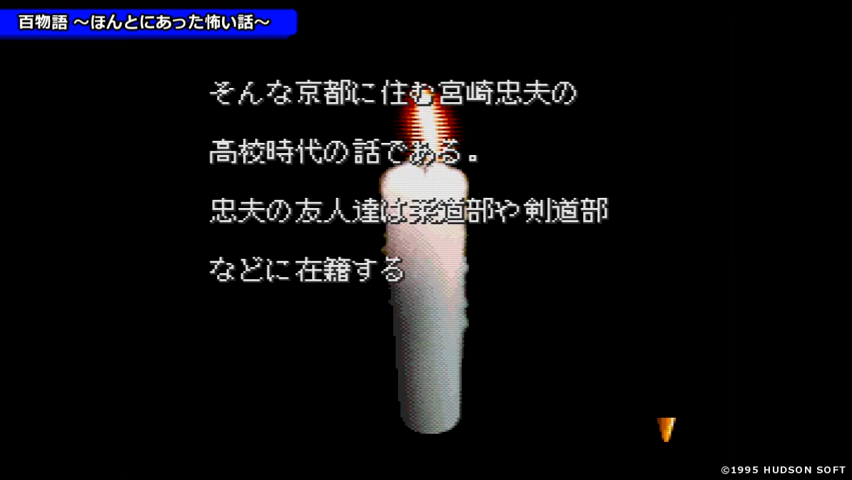 百物語 ～ほんとにあった怖い話～
そんな京都に住む宮崎忠夫の
高校時代の話である。
忠夫の友人達は柔道部や剣道部
などに在籍する
©1995 HUDSON SOFT